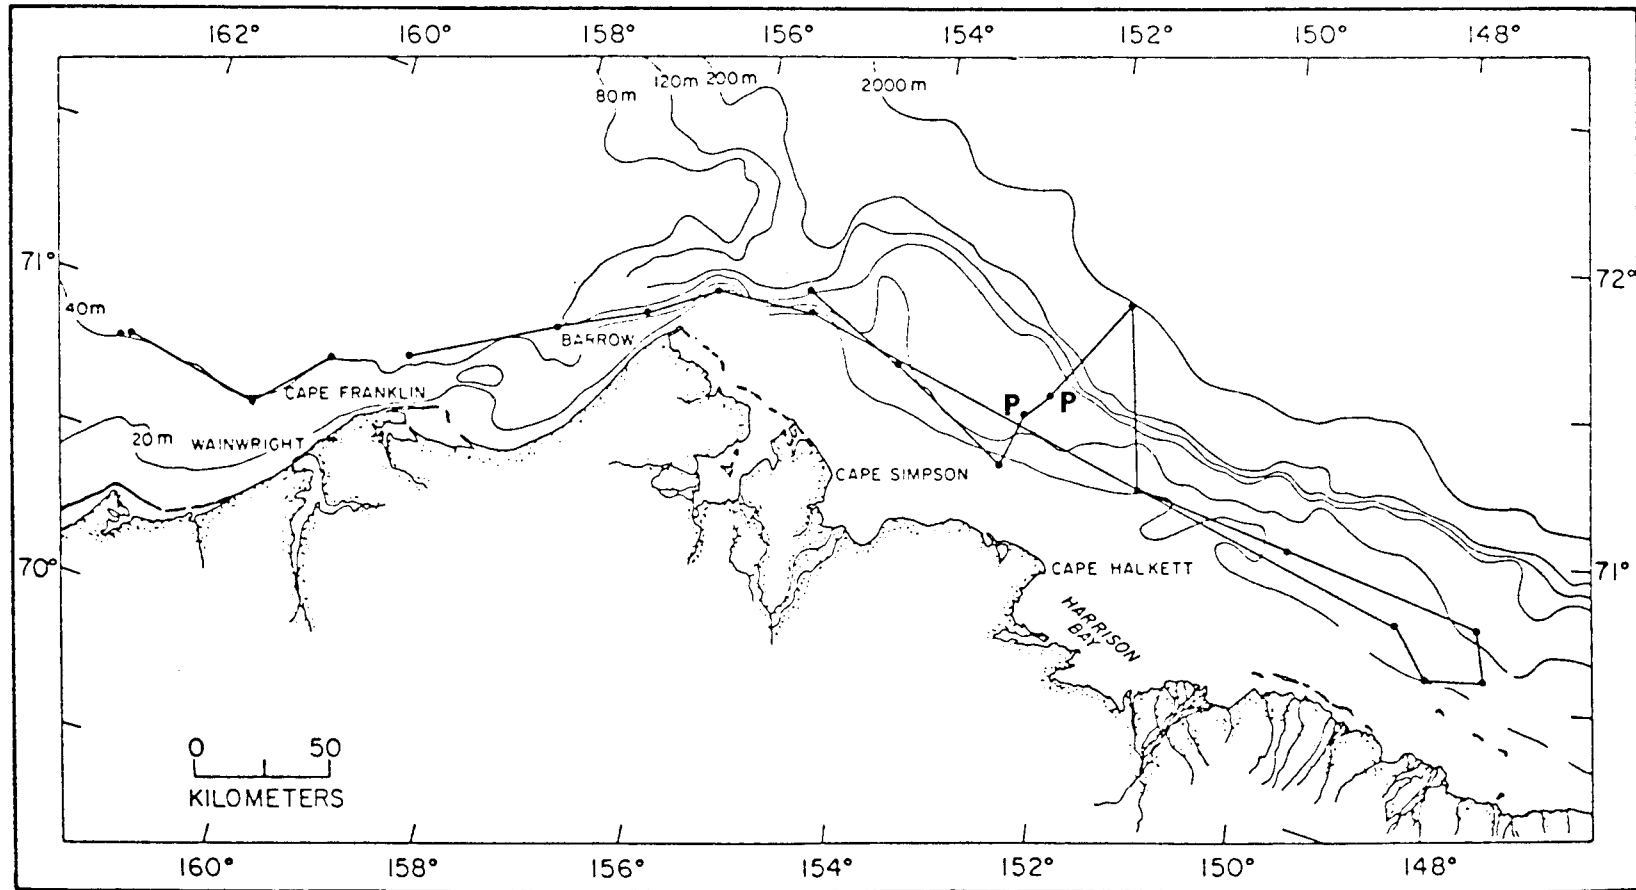 162° 160° 158° 156° 154° 152° 150° 148°
80m 120m 200m 2000m
71° 72°
40m
BARROW
CAPE FRANKLIN
P P
20m WAINWRIGHT
CAPE SIMPSON
70° CAPE HALKETT 71°
HARRISON
BAY
0 50
KILOMETERS
160° 158° 156° 154° 152° 150° 148°